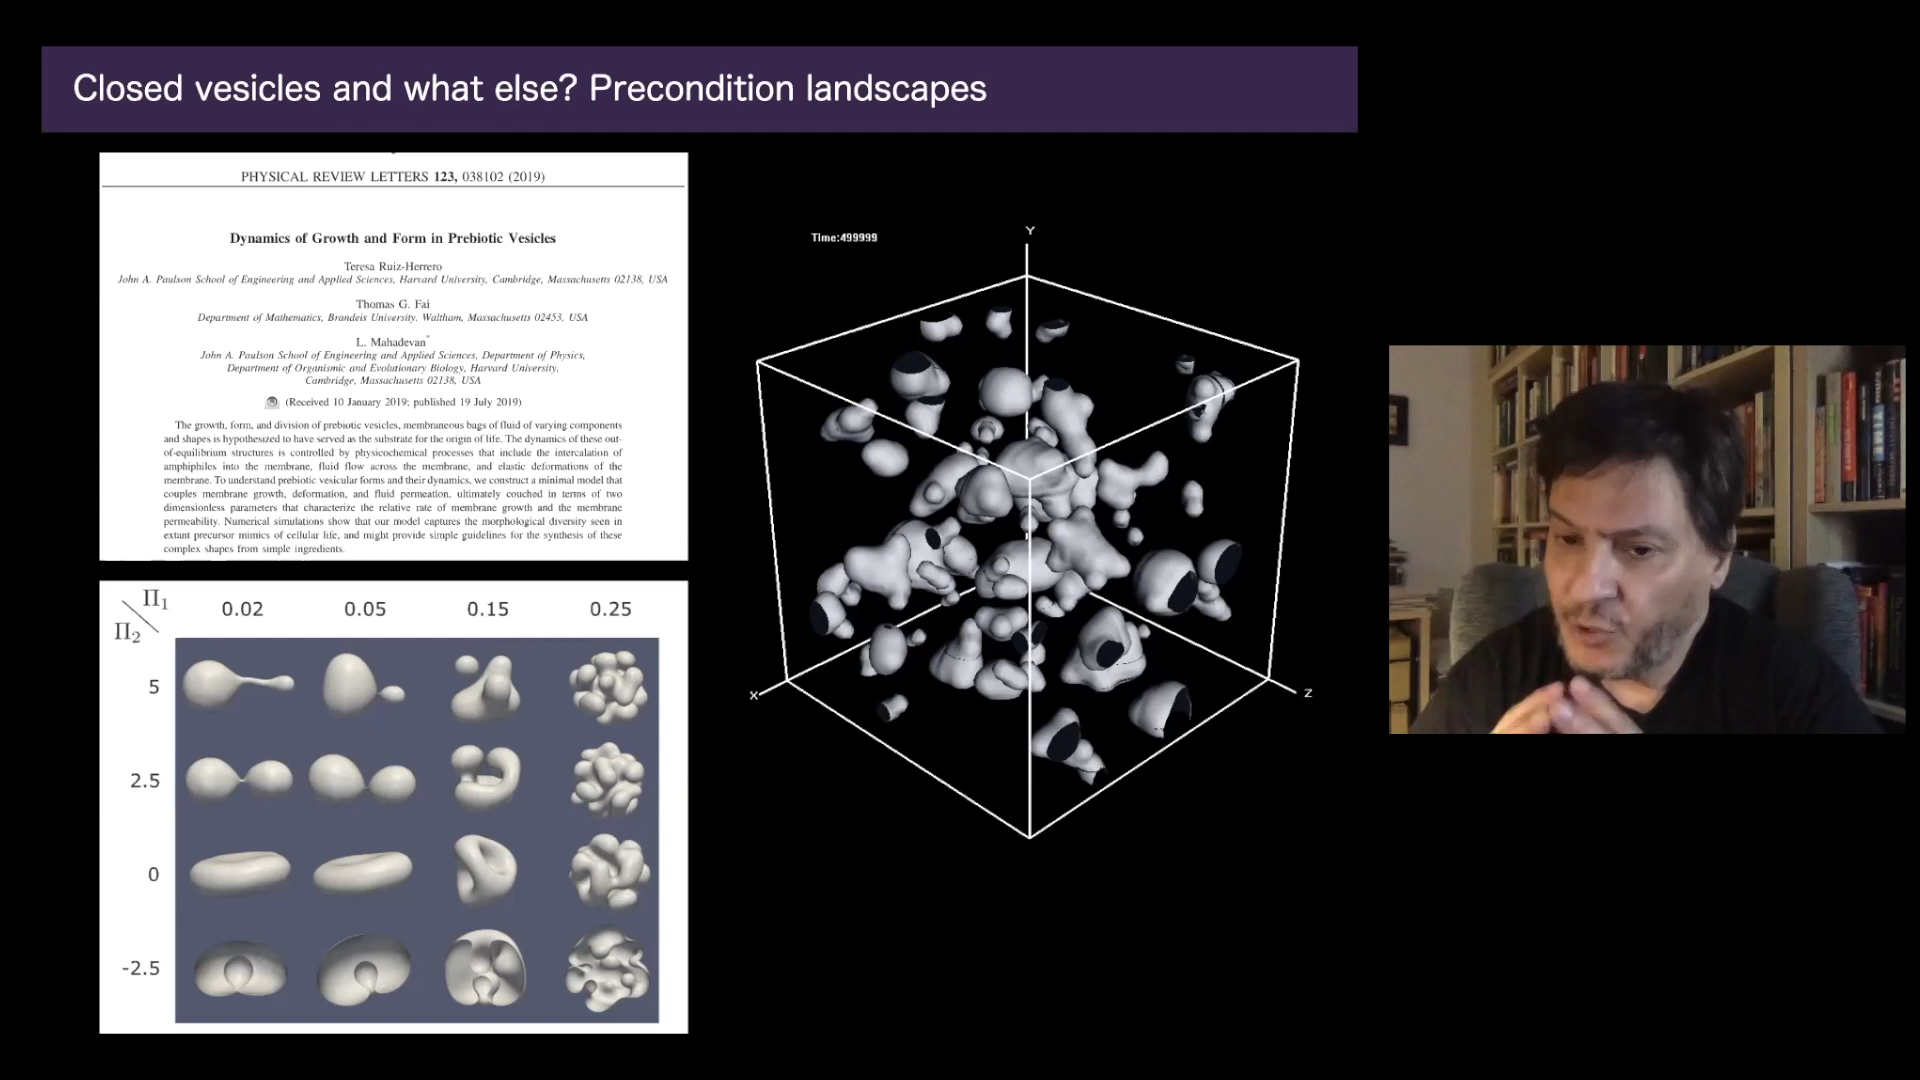 Closed vesicles and what else? Precondition landscapes
PHYSICAL REVIEW LETTERS 123, 038102 (2019)
Dynamics of Growth and Form in Prebiotic Vesicles
Teresa Ruiz-Herrero
John A. Paulson School of Engineering and Applied Sciences, Harvard University, Cambridge, Massachusetts 02138, USA
Thomas G. Fai
Department of Mathematics, Brandeis University, Waltham, Massachusetts 02453, USA
L. Mahadevan*
John A. Paulson School of Engineering and Applied Sciences, Department of Physics,
Department of Organismic and Evolutionary Biology, Harvard University,
Cambridge, Massachusetts 02138, USA
(Received 10 January 2019; published 19 July 2019)
The growth, form, and division of prebiotic vesicles, membraneous bags of fluid of varying components
and shapes is hypothesized to have served as the substrate for the origin of life. The dynamics of these out-
of-equilibrium structures is controlled by physicochemical processes that include the intercalation of
amphiphiles into the membrane, fluid flow across the membrane, and elastic deformations of the
membrane. To understand prebiotic vesicular forms and their dynamics, we construct a minimal model that
couples membrane growth, deformation, and fluid permeation, ultimately couched in terms of two
dimensionless parameters that characterize the relative rate of membrane growth and the membrane
permeability. Numerical simulations show that our model captures the morphological diversity seen in
extant precursor mimics of cellular life, and might provide simple guidelines for the synthesis of these
complex shapes from simple ingredients.
Π1 0.02 0.05 0.15 0.25
Π2
5
2.5
0
-2.5
Time:499999
Y
X
Z